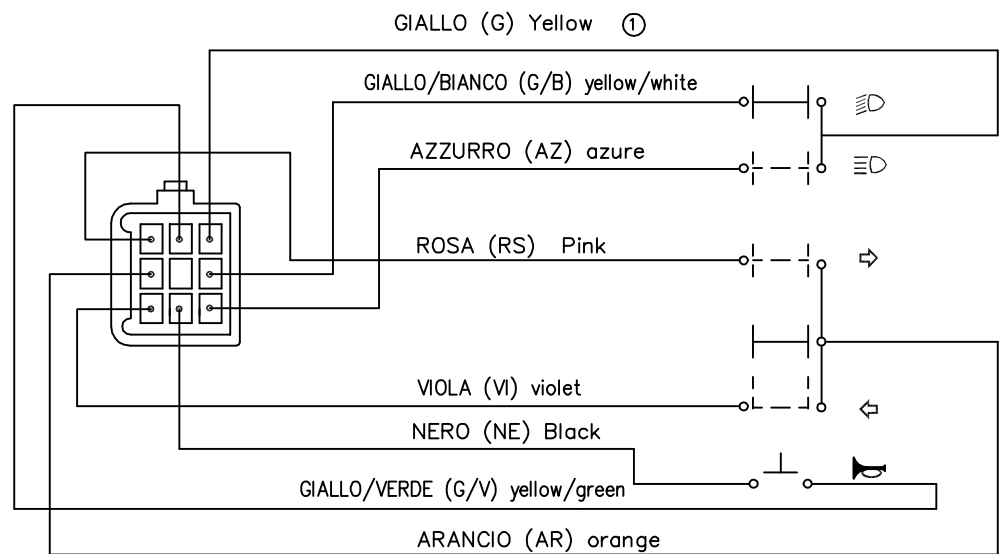 GIALLO (G) Yellow ①
GIALLO/BIANCO (G/B) yellow/white
AZZURRO (AZ) azure
ROSA (RS) Pink
VIOLA (VI) violet
NERO (NE) Black
GIALLO/VERDE (G/V) yellow/green
ARANCIO (AR) orange